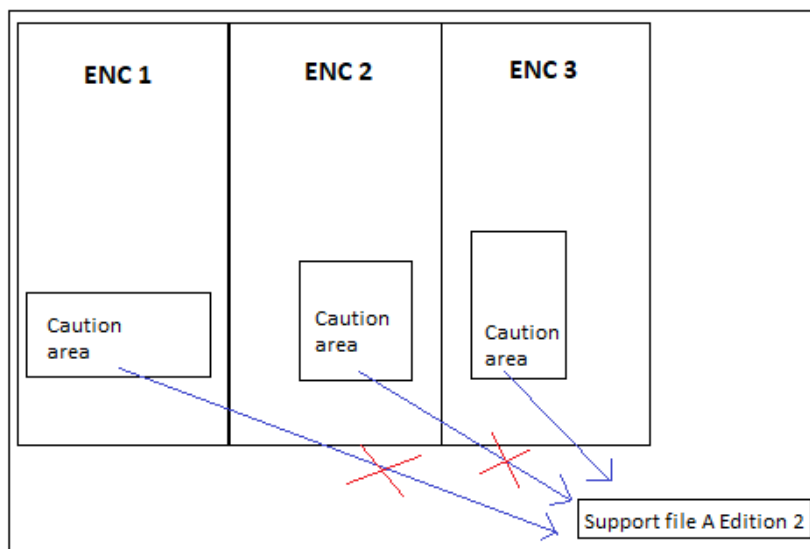 ENC 1
ENC 2
ENC 3
Caution
area
Caution
area
Caution
area
Support file A Edition 2